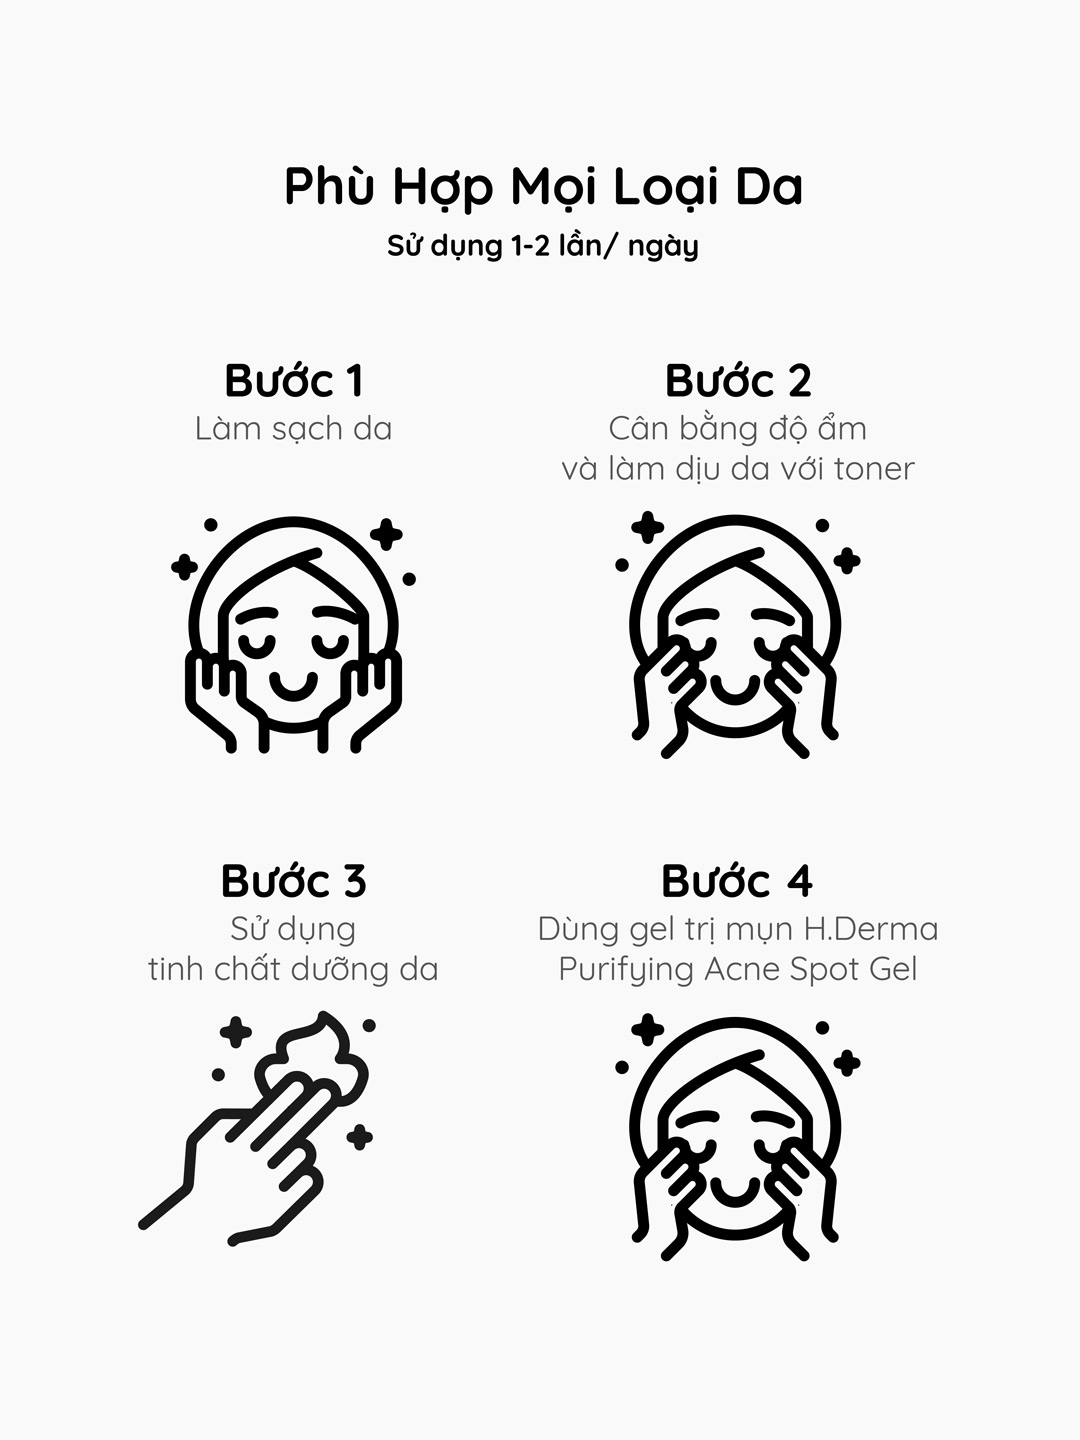 Phù Hợp Mọi Loại Da
Sử dụng 1-2 lần/ ngày
Bước 1
Làm sạch da
Bước 2
Cân bằng độ ẩm
và làm dịu da với toner
Bước 3
Sử dụng
tinh chất dưỡng da
Bước 4
Dùng gel trị mụn H.Derma
Purifying Acne Spot Gel